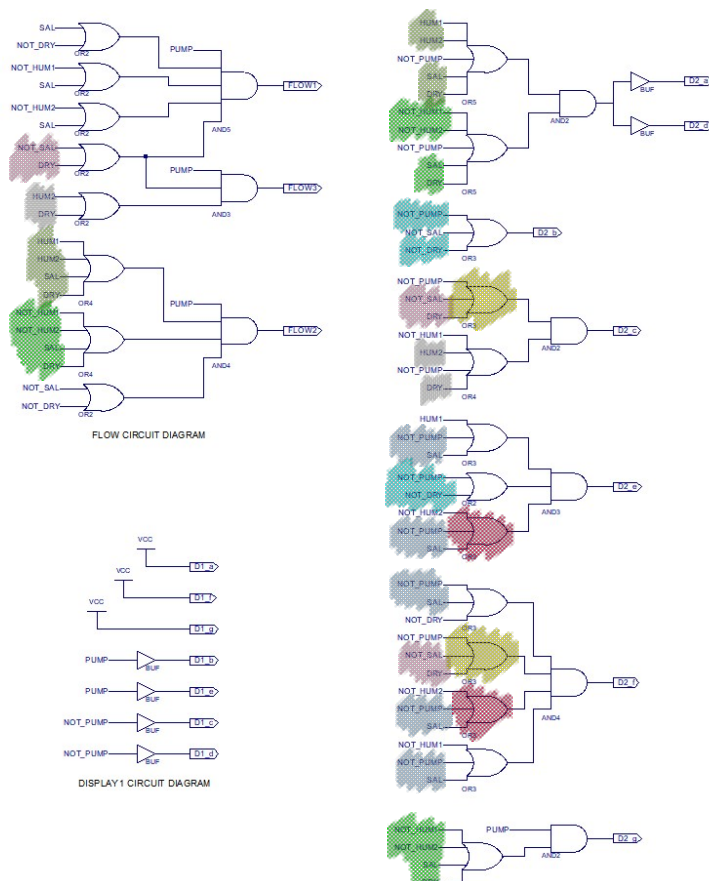 SAL
NOT_DRY
OR2
NOT_HUM1
SAL
OR2
NOT_HUM2
SAL
OR2
PUMP
AND5
FLOW1
NOT_SAL
DRY
OR2
PUMP
AND3
FLOW3
HUM2
DRY
OR2
HUM1
HUM2
SAL
DRY
OR4
NOT_HUM1
NOT_HUM2
SAL
DRY
OR4
NOT_SAL
NOT_DRY
OR2
PUMP
AND4
FLOW2
FLOW CIRCUIT DIAGRAM
VCC
D1_a
VCC
D1_f
VCC
D1_g
PUMP
BUF
D1_b
PUMP
BUF
D1_e
NOT_PUMP
BUF
D1_c
NOT_PUMP
BUF
D1_d
DISPLAY1 CIRCUIT DIAGRAM
HUM1
HUM2
NOT_PUMP
SAL
DRY
OR5
NOT_HUM1
NOT_HUM2
NOT_PUMP
SAL
DRY
OR5
AND2
BUF
D2_a
BUF
D2_d
NOT_PUMP
NOT_SAL
NOT_DRY
OR3
D2_b
NOT_PUMP
NOT_SAL
DRY
OR3
NOT_HUM1
HUM2
NOT_PUMP
DRY
OR4
AND2
D2_c
HUM1
NOT_PUMP
SAL
OR3
NOT_PUMP
NOT_DRY
OR2
NOT_HUM2
NOT_PUMP
SAL
OR3
AND3
D2_e
NOT_PUMP
SAL
NOT_DRY
OR3
NOT_PUMP
NOT_SAL
DRY
OR3
NOT_HUM2
NOT_PUMP
SAL
OR3
NOT_HUM1
NOT_PUMP
SAL
OR3
AND4
D2_f
NOT_HUM1
NOT_HUM2
SAL
PUMP
AND2
D2_g